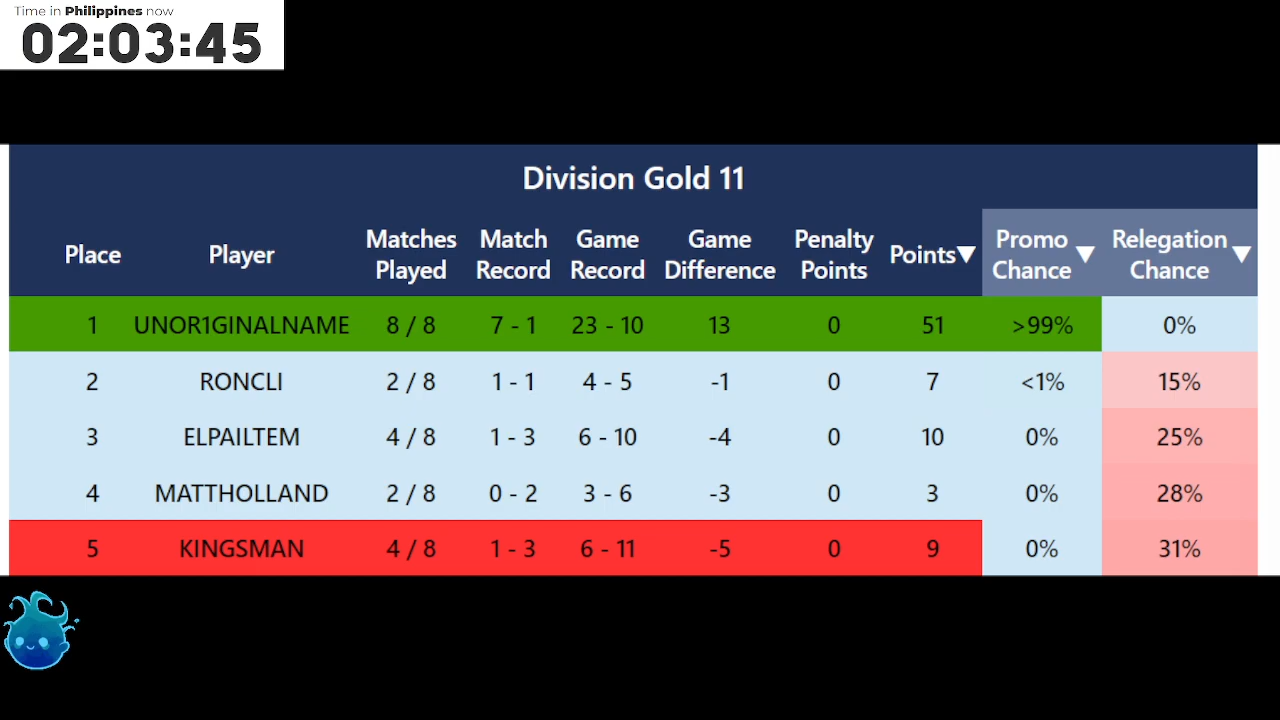 Time in Philippines now
02:03:45
Division Gold 11
Place Player Matches Played Match Record Game Record Game Difference Penalty Points Points▼ Promo Chance ▼ Relegation Chance ▼
1 UNOR1GINALNAME 8 / 8 7 - 1 23 - 10 13 0 51 >99% 0%
2 RONCLI 2 / 8 1 - 1 4 - 5 -1 0 7 <1% 15%
3 ELPAILTEM 4 / 8 1 - 3 6 - 10 -4 0 10 0% 25%
4 MATTHOLLAND 2 / 8 0 - 2 3 - 6 -3 0 3 0% 28%
5 KINGSMAN 4 / 8 1 - 3 6 - 11 -5 0 9 0% 31%